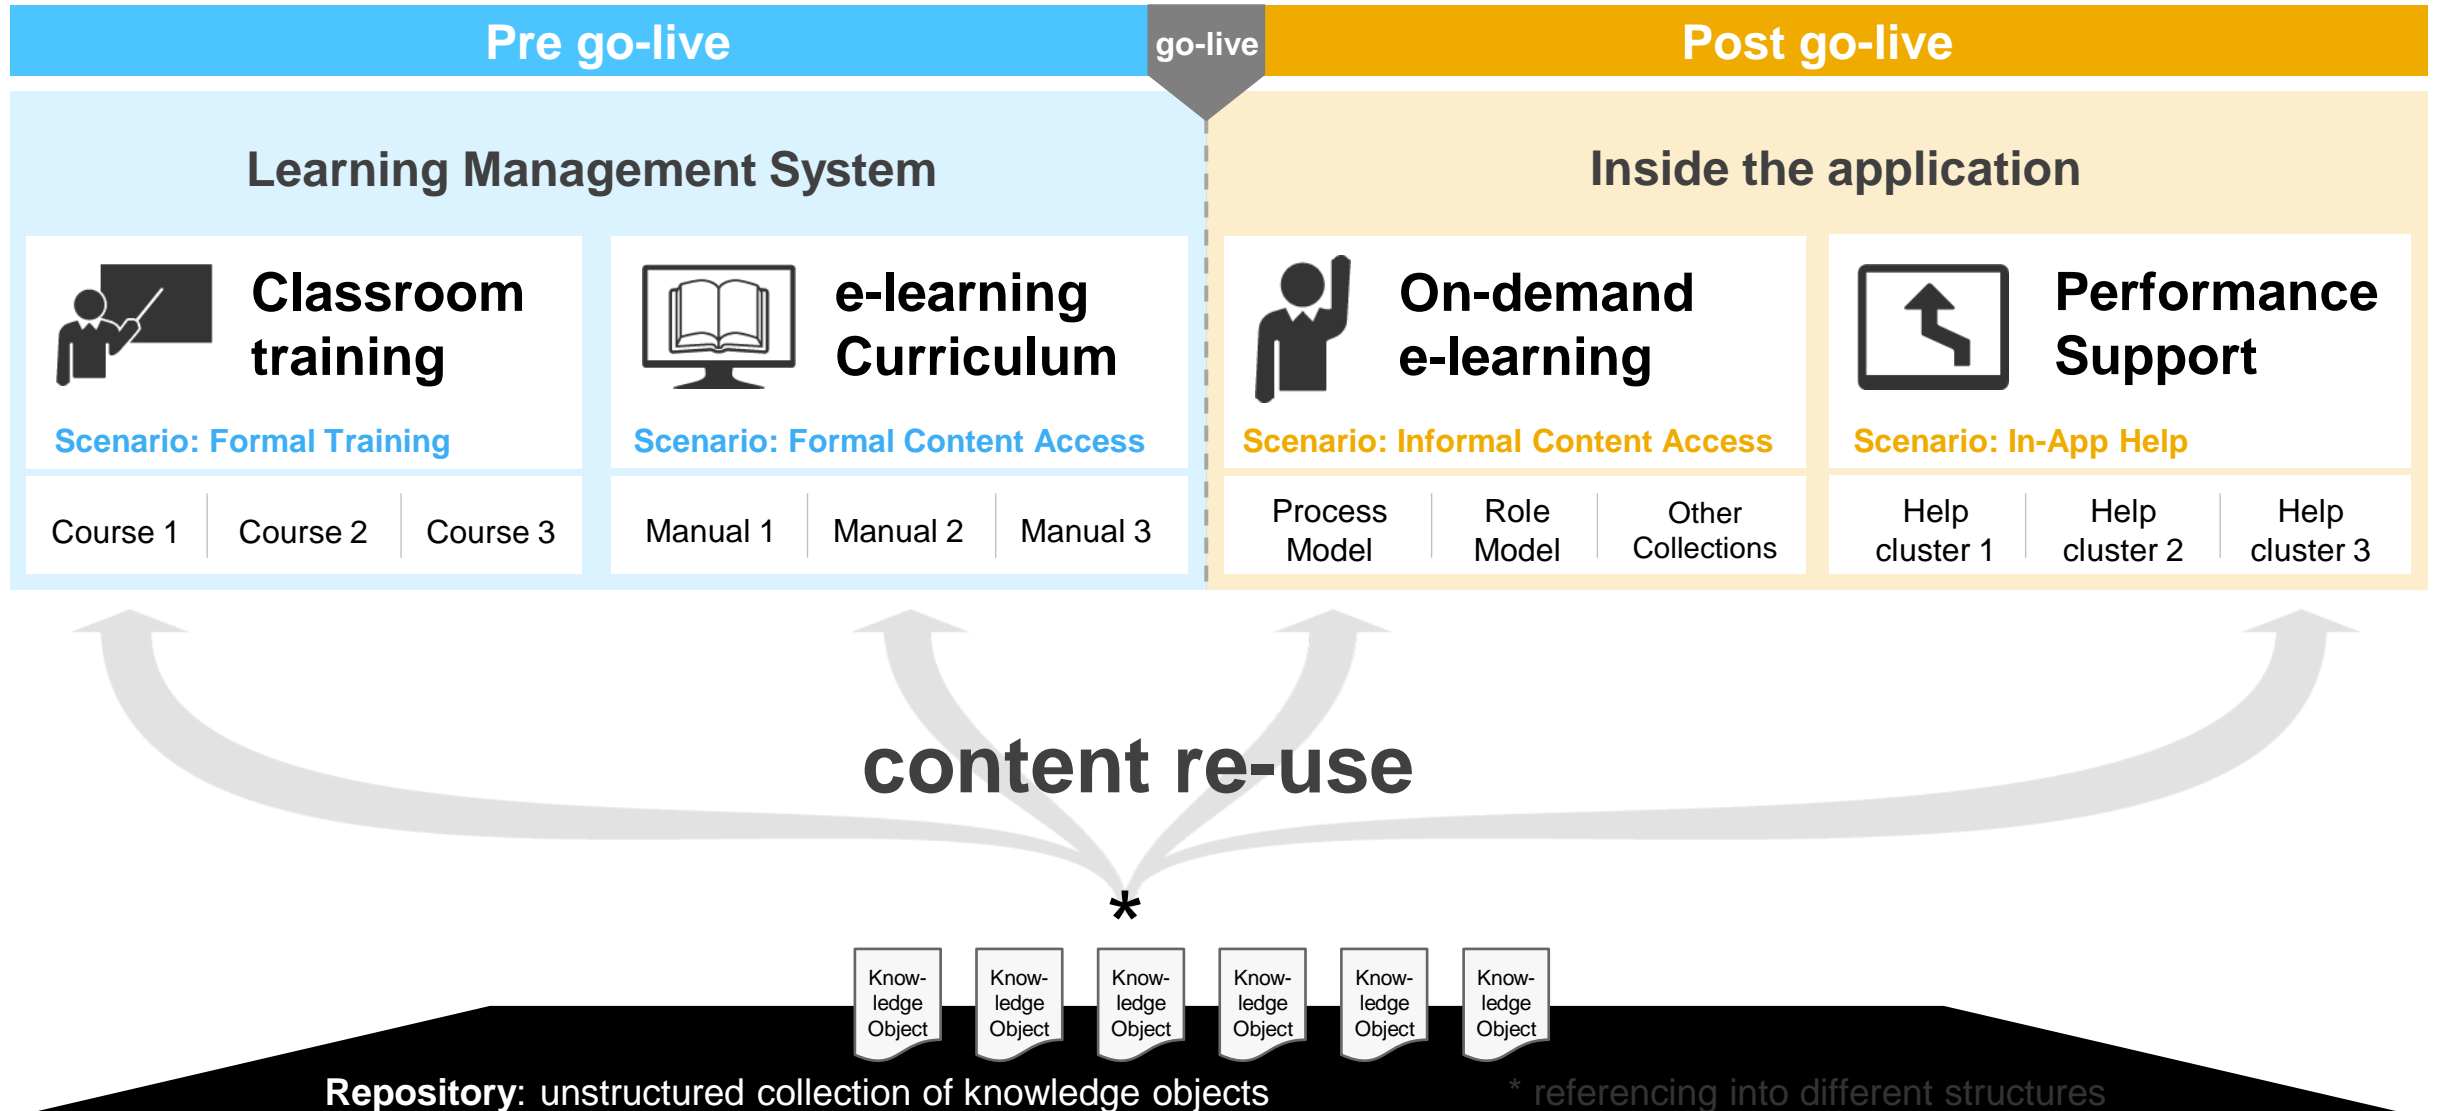 Pre go-live
go-live
Post go-live
Learning Management System
Inside the application
Classroom
training
Scenario: Formal Training
Course 1
Course 2
Course 3
e-learning
Curriculum
Scenario: Formal Content Access
Manual 1
Manual 2
Manual 3
On-demand
e-learning
Scenario: Informal Content Access
Process
Model
Role
Model
Other
Collections
Performance
Support
Scenario: In-App Help
Help
cluster 1
Help
cluster 2
Help
cluster 3
content re-use
*
Know-
ledge
Object
Know-
ledge
Object
Know-
ledge
Object
Know-
ledge
Object
Know-
ledge
Object
Know-
ledge
Object
Repository: unstructured collection of knowledge objects
* referencing into different structures